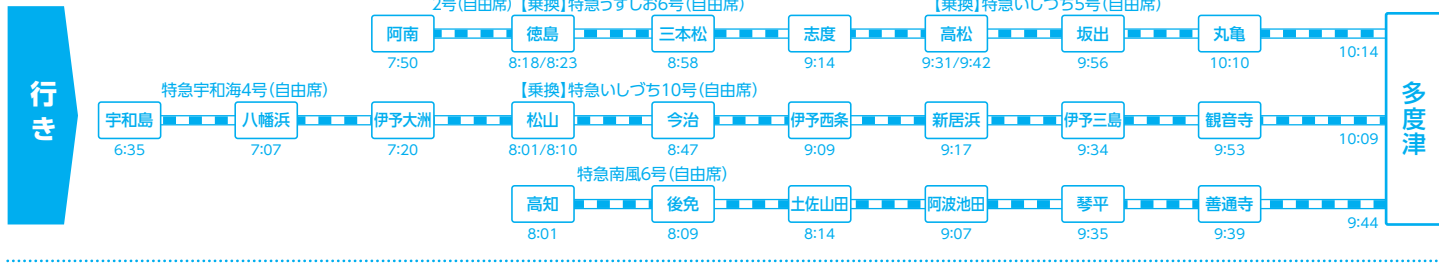 行き
2号(自由席)【乗換】特急うずしお6号(自由席)
【乗換】特急いしづち5号(自由席)
阿南 徳島 三本松 志度 高松 坂出 丸亀
7:50 8:18/8:23 8:58 9:14 9:31/9:42 9:56 10:10 10:14
特急宇和海4号(自由席)
【乗換】特急いしづち10号(自由席)
宇和島 八幡浜 伊予大洲 松山 今治 伊予西条 新居浜 伊予三島 観音寺
6:35 7:07 7:20 8:01/8:10 8:47 9:09 9:17 9:34 9:53 10:09
特急南風6号(自由席)
高知 後免 土佐山田 阿波池田 琴平 善通寺
8:01 8:09 8:14 9:07 9:35 9:39 9:44
多度津